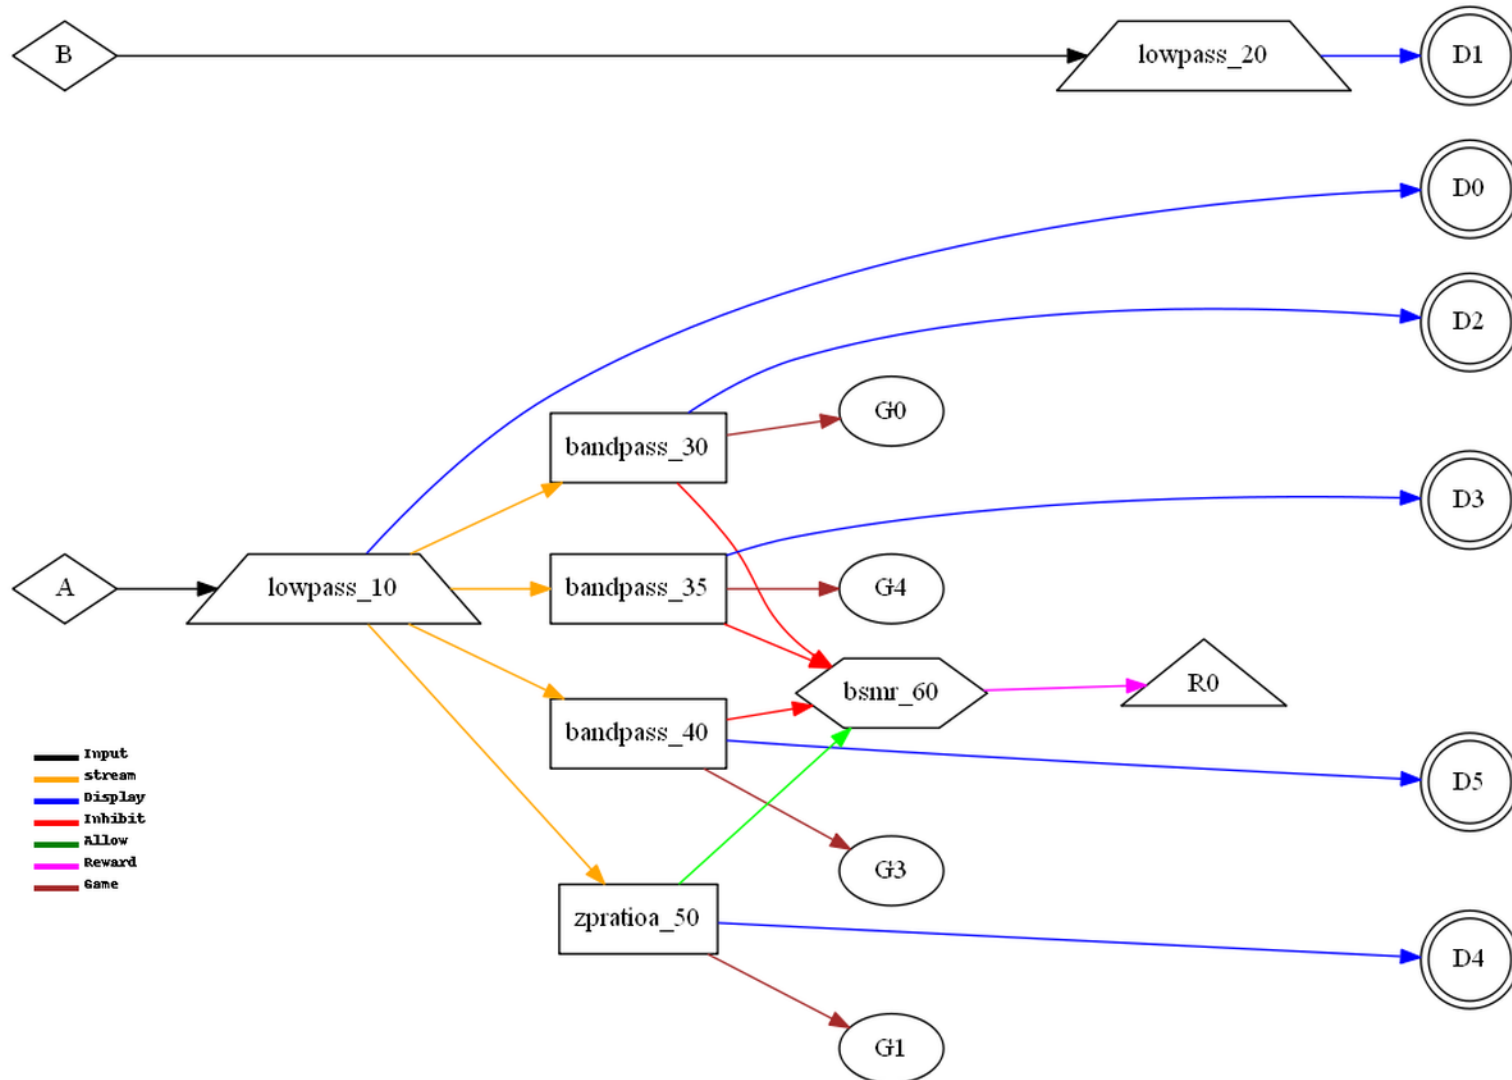 B
lowpass_20
D1
D0
D2
G0
bandpass_30
D3
A
lowpass_10
bandpass_35
G4
bsmr_60
R0
bandpass_40
D5
Input
stream
Display
Inhibit
Allow
Reward
Game
G3
zpratioa_50
D4
G1